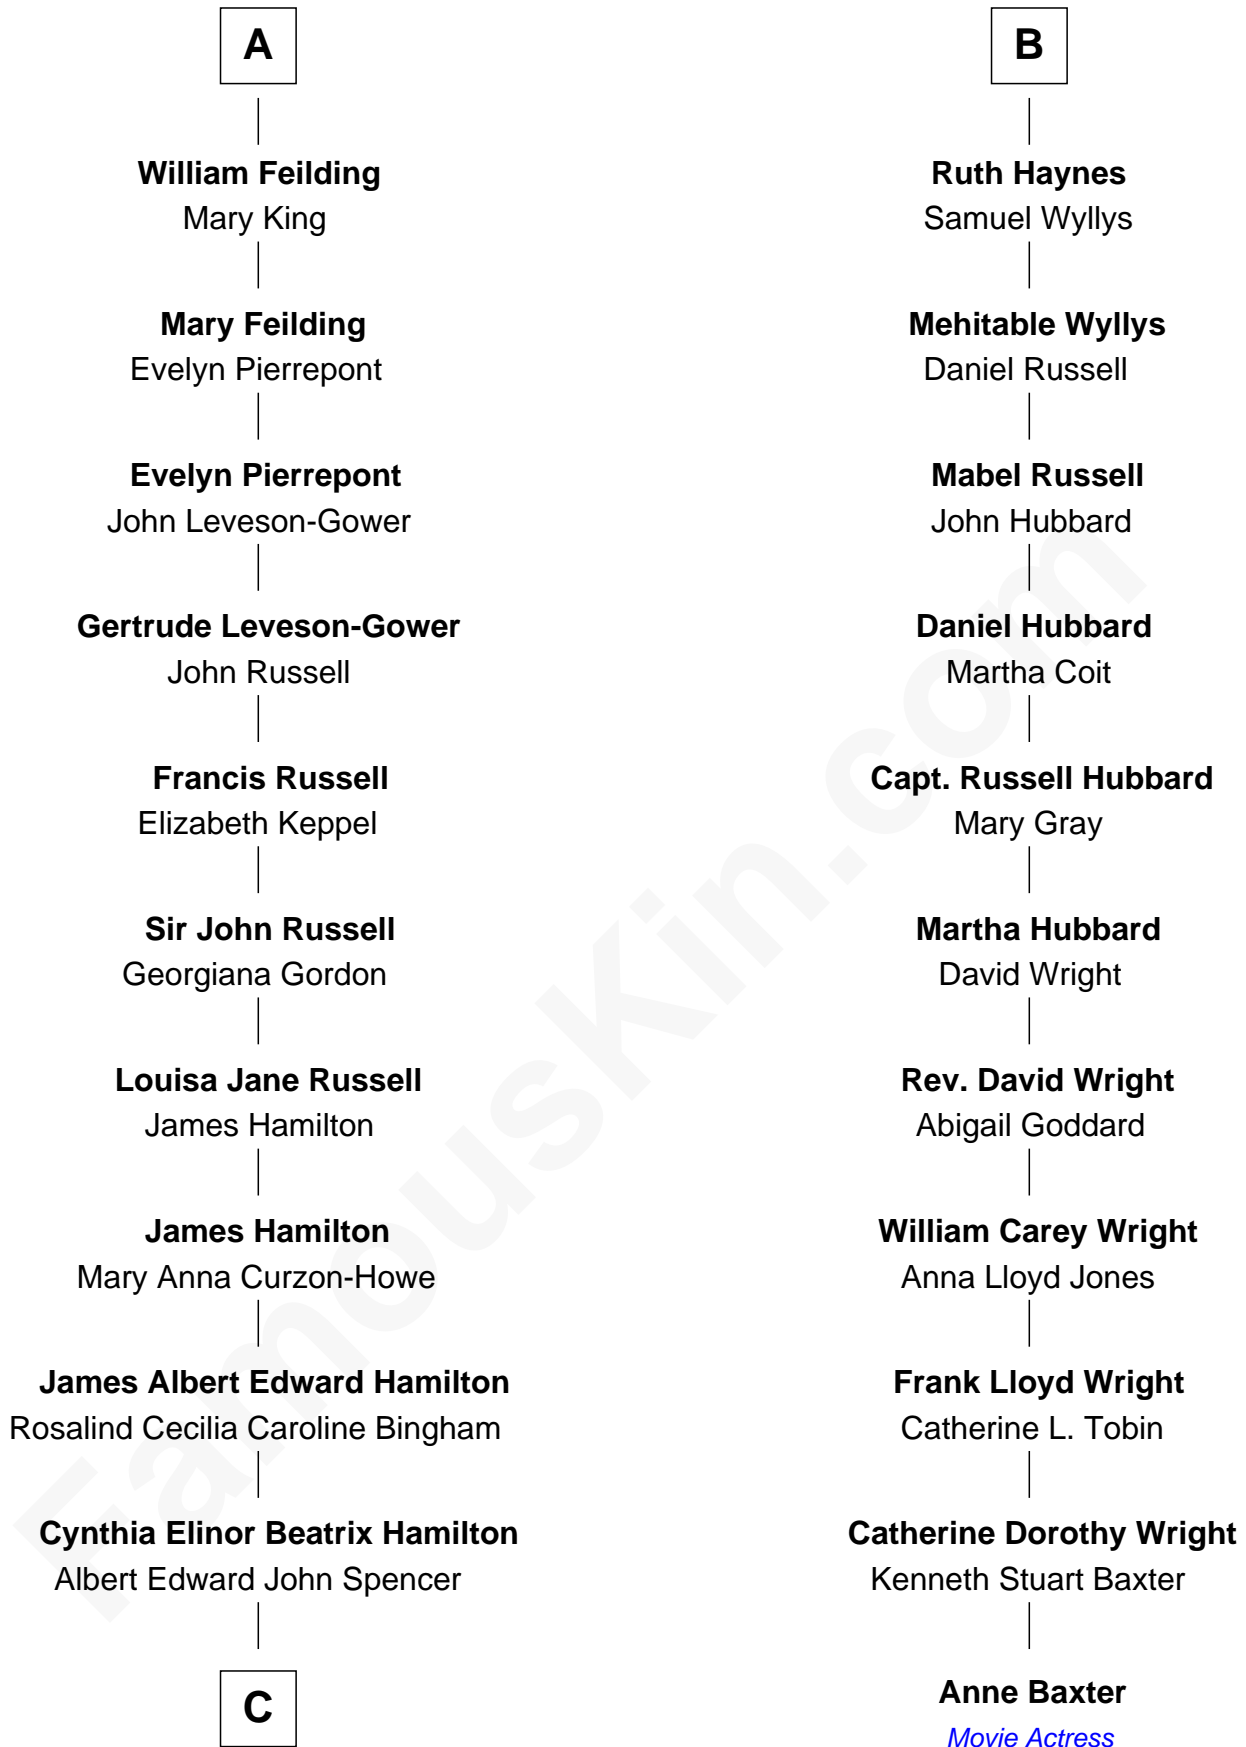 A
William Feilding
Mary King
Mary Feilding
Evelyn Pierrepont
Evelyn Pierrepont
John Leveson-Gower
Gertrude Leveson-Gower
John Russell
Francis Russell
Elizabeth Keppel
Sir John Russell
Georgiana Gordon
Louisa Jane Russell
James Hamilton
James Hamilton
Mary Anna Curzon-Howe
James Albert Edward Hamilton
Rosalind Cecilia Caroline Bingham
Cynthia Elinor Beatrix Hamilton
Albert Edward John Spencer
C
B
Ruth Haynes
Samuel Wyllys
Mehitable Wyllys
Daniel Russell
Mabel Russell
John Hubbard
Daniel Hubbard
Martha Coit
Capt. Russell Hubbard
Mary Gray
Martha Hubbard
David Wright
Rev. David Wright
Abigail Goddard
William Carey Wright
Anna Lloyd Jones
Frank Lloyd Wright
Catherine L. Tobin
Catherine Dorothy Wright
Kenneth Stuart Baxter
Anne Baxter
Movie Actress
FamousKin.com